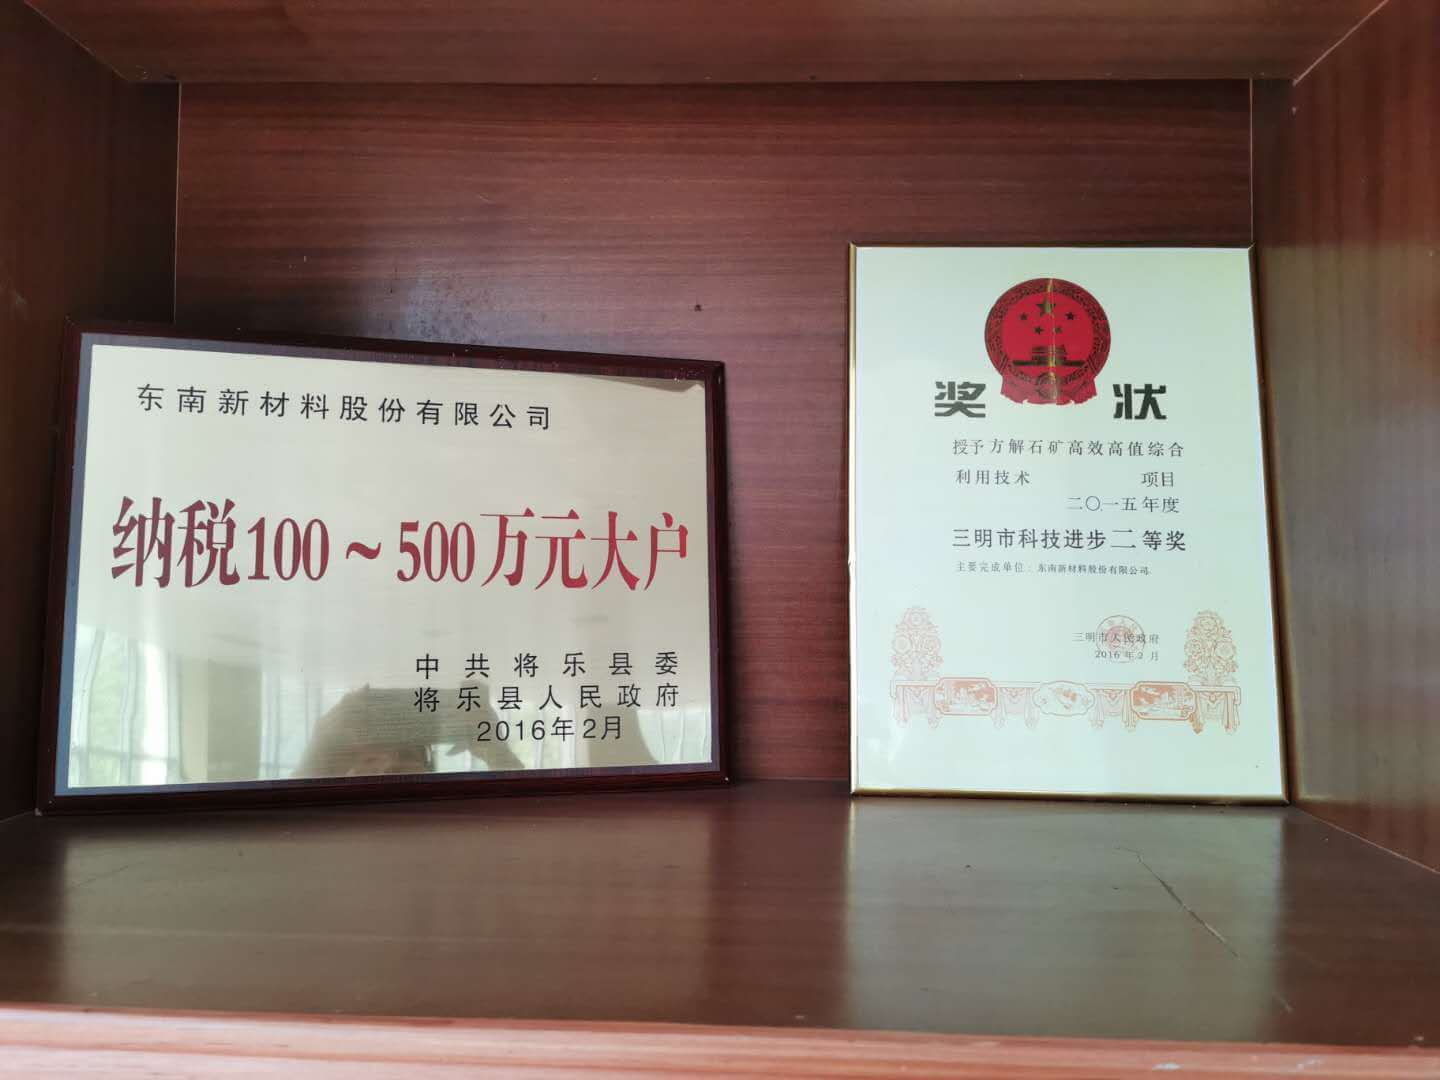 东南新材料股份有限公司
纳税100～500万元大户
中共将乐县委
将乐县人民政府
2016年2月
奖状
授予方解石矿高效高值综合
利用技术 项目
二〇一五年度
三明市科技进步二等奖
主要完成单位：东南新材料股份有限公司
三明市人民政府
2016年2月